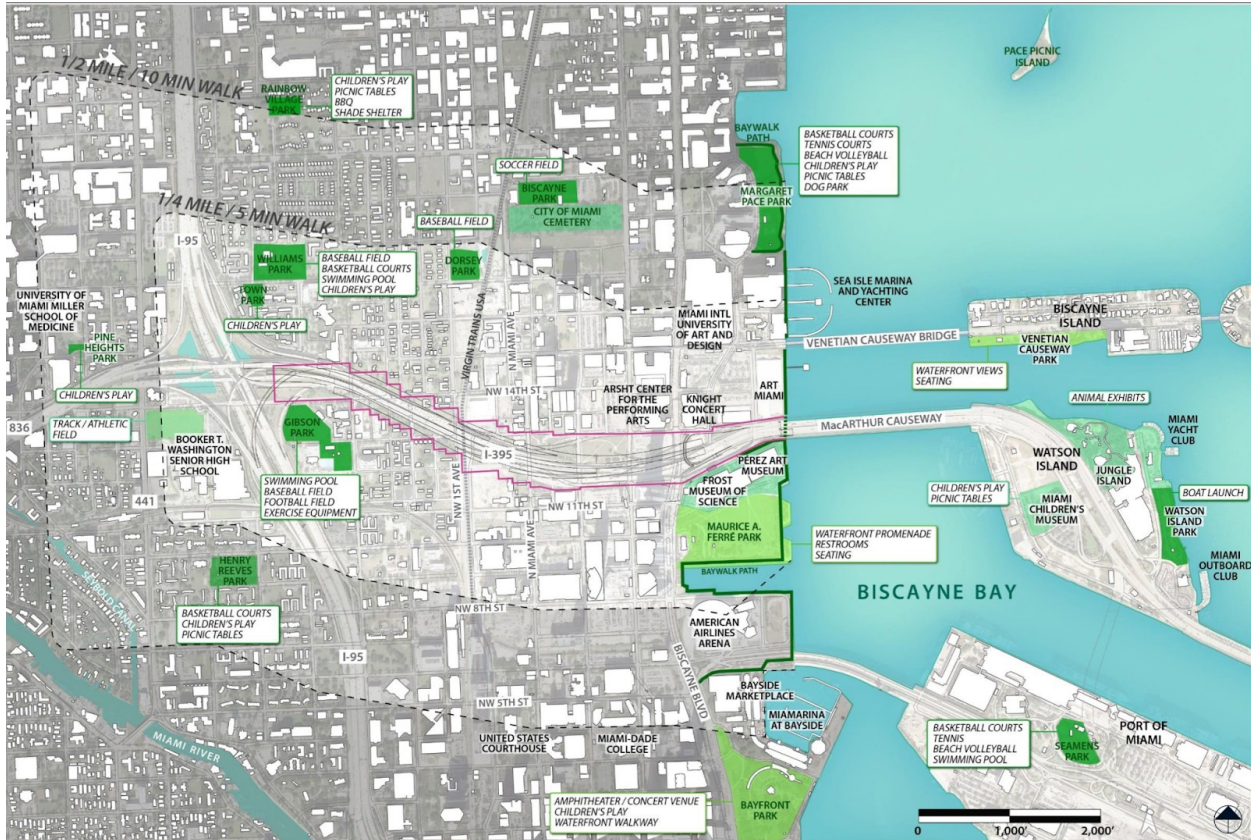 PACE PICNIC
ISLAND
1/2 MILE / 10 MIN WALK
RAINBOW
VILLAGE
PARK
CHILDREN'S PLAY
PICNIC TABLES
BBQ
SHADE SHELTER
BAYWALK
PATH
BASKETBALL COURTS
TENNIS COURTS
BEACH VOLLEYBALL
CHILDREN'S PLAY
PICNIC TABLES
DOG PARK
MARGARET
PACE PARK
SOCCER FIELD
BISCAYNE
PARK
CITY OF MIAMI
CEMETERY
1/4 MILE / 5 MIN WALK
BASEBALL FIELD
DORSEY
PARK
I-95
WILLIAMS
PARK
BASEBALL FIELD
BASKETBALL COURTS
SWIMMING POOL
CHILDREN'S PLAY
TOWN
PARK
CHILDREN'S PLAY
UNIVERSITY OF
MIAMI MILLER
SCHOOL OF
MEDICINE
PINE
HEIGHTS
PARK
CHILDREN'S PLAY
VIRGIN TRAINS USA
N MIAMI AVE
MIAMI INTL
UNIVERSITY
OF ART AND
DESIGN
SEA ISLE MARINA
AND YACHTING
CENTER
VENETIAN CAUSEWAY BRIDGE
BISCAYNE
ISLAND
VENETIAN
CAUSEWAY
PARK
WATERFRONT VIEWS
SEATING
ANIMAL EXHIBITS
NW 14TH ST
ARSHT CENTER
FOR THE
PERFORMING
ARTS
KNIGHT
CONCERT
HALL
ART
MIAMI
MacARTHUR CAUSEWAY
MIAMI
YACHT
CLUB
WATSON
ISLAND
JUNGLE
ISLAND
836
TRACK / ATHLETIC
FIELD
BOOKER T.
WASHINGTON
SENIOR HIGH
SCHOOL
GIBSON
PARK
I-395
441
SWIMMING POOL
BASEBALL FIELD
FOOTBALL FIELD
EXERCISE EQUIPMENT
NW 1ST AVE
N MIAMI AVE
NW 11TH ST
PÉREZ ART
MUSEUM
FROST
MUSEUM OF
SCIENCE
MAURICE A.
FERRÉ PARK
CHILDREN'S PLAY
PICNIC TABLES
MIAMI
CHILDREN'S
MUSEUM
BOAT LAUNCH
WATSON
ISLAND
PARK
MIAMI
OUTBOARD
CLUB
WATERFRONT PROMENADE
RESTROOMS
SEATING
BAYWALK PATH
HENRY
REEVES
PARK
BASKETBALL COURTS
CHILDREN'S PLAY
PICNIC TABLES
SEYBOLD CANAL
NW 8TH ST
AMERICAN
AIRLINES
ARENA
BISCAYNE BAY
I-95
BISCAYNE BLVD
NW 5TH ST
BAYSIDE
MARKETPLACE
MIAMARINA
AT BAYSIDE
MIAMI RIVER
UNITED STATES
COURTHOUSE
MIAMI-DADE
COLLEGE
BASKETBALL COURTS
TENNIS
BEACH VOLLEYBALL
SWIMMING POOL
SEAMENS
PARK
PORT OF
MIAMI
AMPHITHEATER / CONCERT VENUE
CHILDREN'S PLAY
WATERFRONT WALKWAY
BAYFRONT
PARK
0 1,000' 2,000'